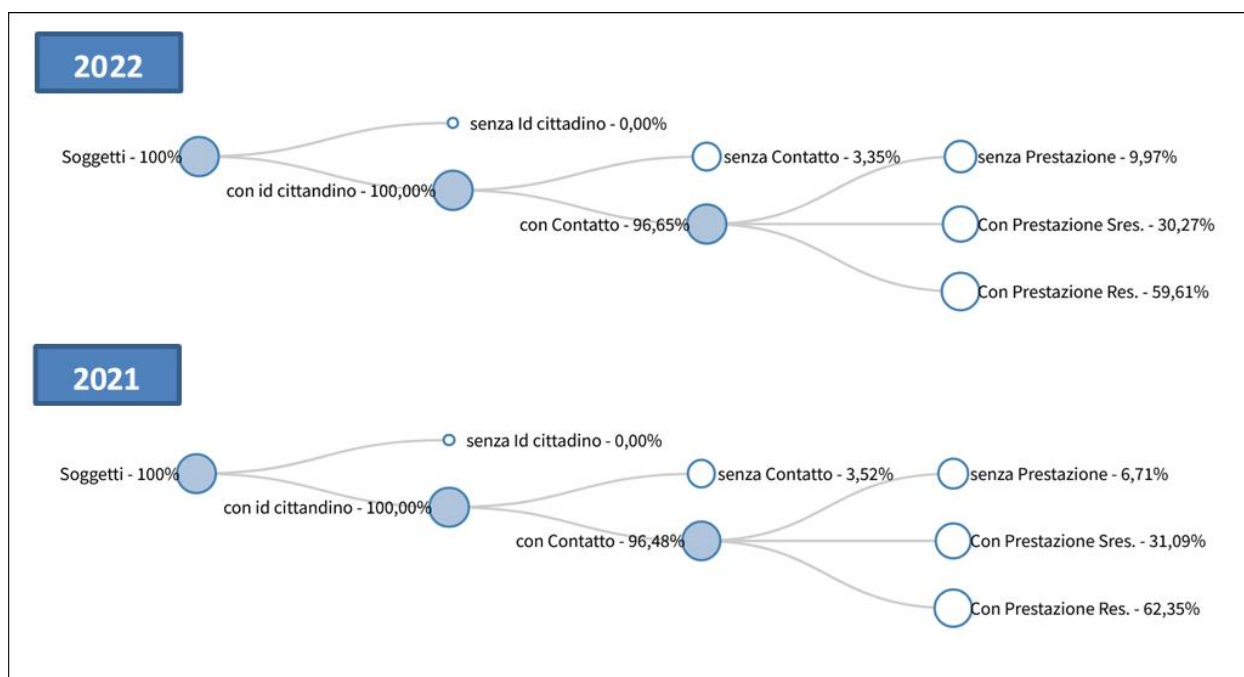 2022
senza Id cittadino - 0,00%
Soggetti - 100%
senza Contatto - 3,35%
senza Prestazione - 9,97%
con id cittandino - 100,00%
con Contatto - 96,65%
Con Prestazione Sres. - 30,27%
Con Prestazione Res. - 59,61%
2021
senza Id cittadino - 0,00%
Soggetti - 100%
senza Contatto - 3,52%
senza Prestazione - 6,71%
con id cittandino - 100,00%
con Contatto - 96,48%
Con Prestazione Sres. - 31,09%
Con Prestazione Res. - 62,35%